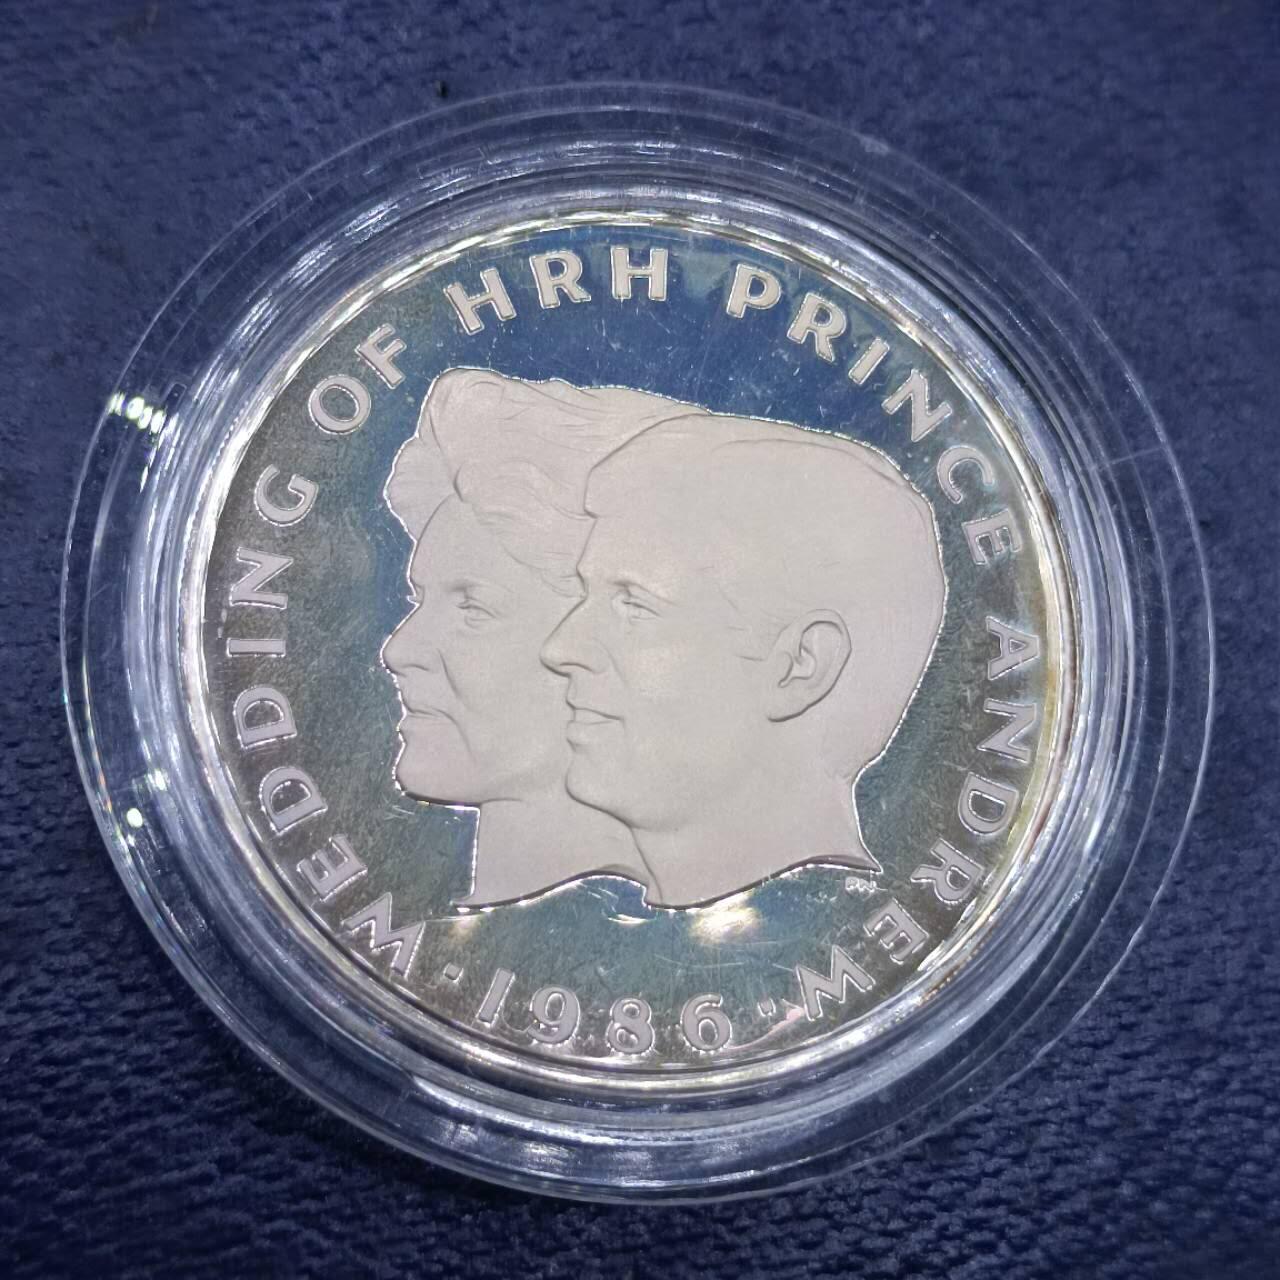 WEDDING OF HRH PRINCE ANDREW
· 1986 ·